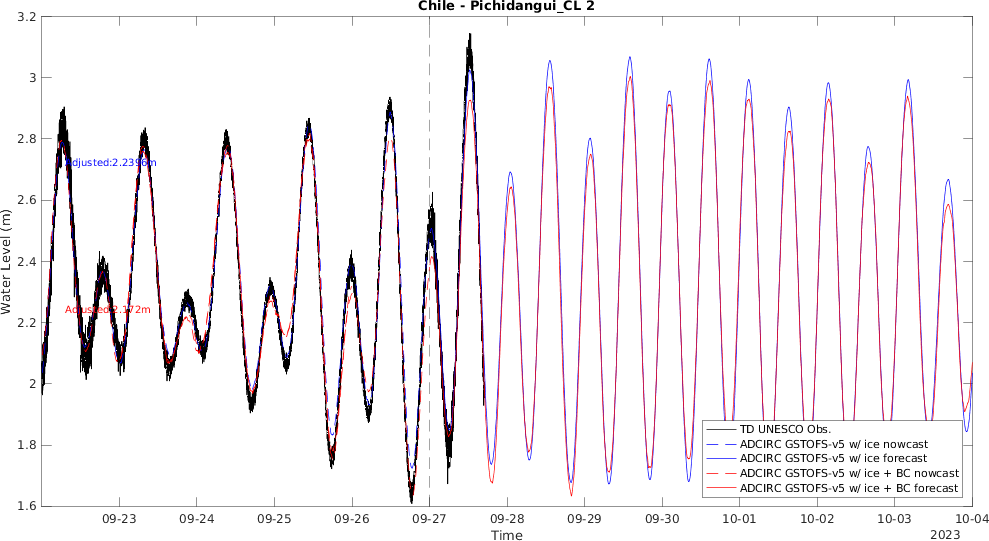 Chile - Pichidangui_CL 2
3.2
3
2.8
2.6
2.4
2.2
2
1.8
1.6
Water Level (m)
Adjusted:2.2396m
Adjusted:2.172m
TD UNESCO Obs.
ADCIRC GSTOFS-v5 w/ ice nowcast
ADCIRC GSTOFS-v5 w/ ice forecast
ADCIRC GSTOFS-v5 w/ ice + BC nowcast
ADCIRC GSTOFS-v5 w/ ice + BC forecast
09-23 09-24 09-25 09-26 09-27 09-28 09-29 09-30 10-01 10-02 10-03 10-04
Time
2023